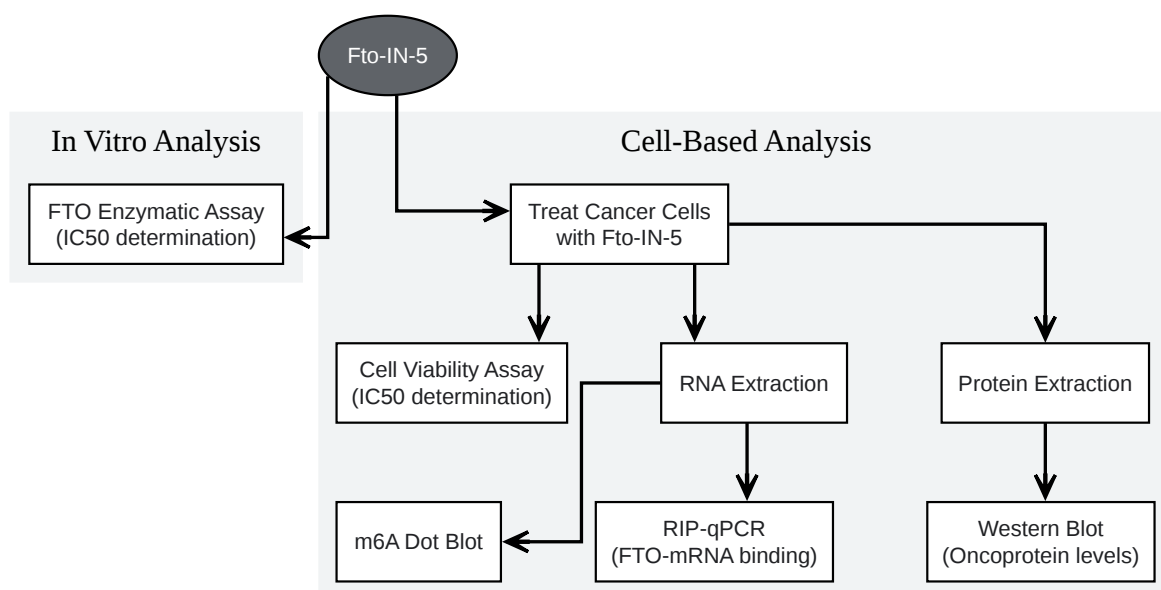 Fto-IN-5
In Vitro Analysis
FTO Enzymatic Assay
(IC50 determination)
Cell-Based Analysis
Treat Cancer Cells
with Fto-IN-5
Cell Viability Assay
(IC50 determination)
RNA Extraction
Protein Extraction
m6A Dot Blot
RIP-qPCR
(FTO-mRNA binding)
Western Blot
(Oncoprotein levels)